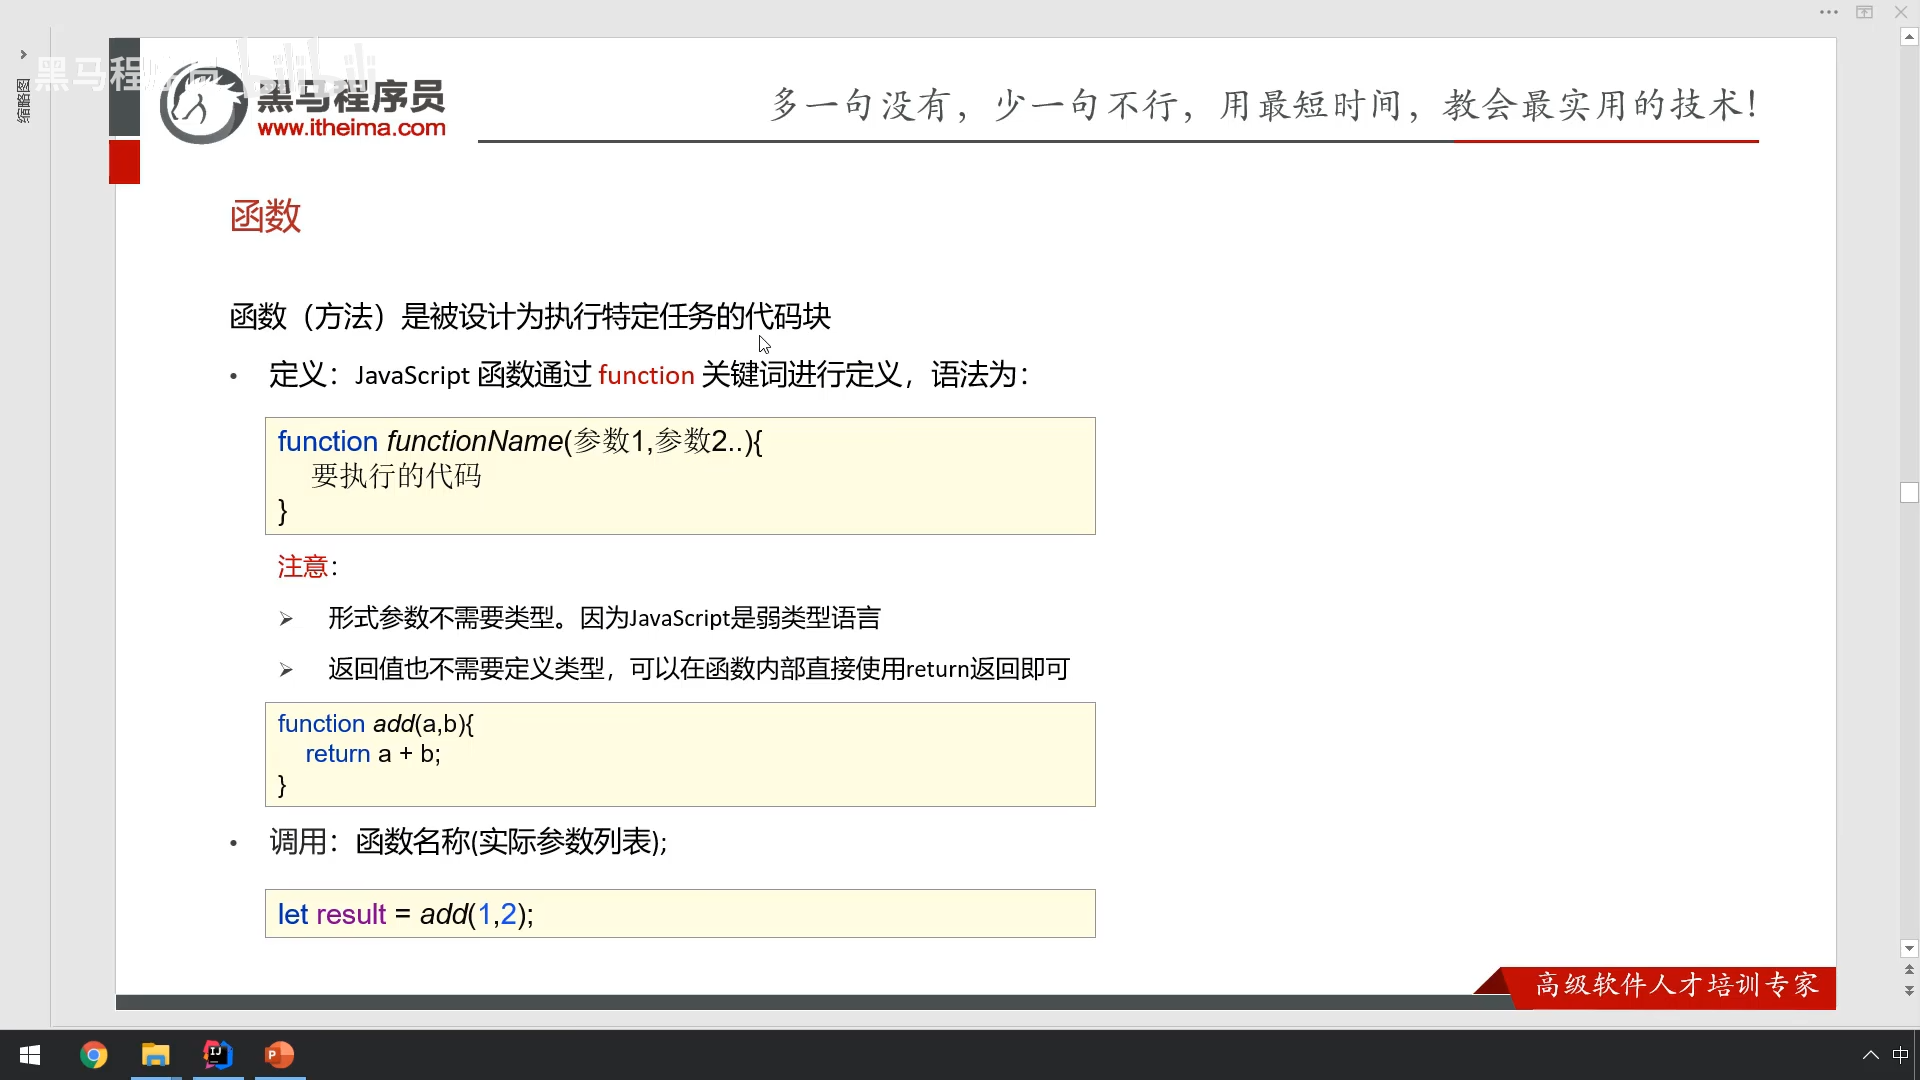 缩略图
黑马程序员 bilibili
黑马程序员
www.itheima.com
多一句没有，少一句不行，用最短时间，教会最实用的技术！
函数
函数（方法）是被设计为执行特定任务的代码块
• 定义：JavaScript 函数通过 function 关键词进行定义，语法为：
function functionName(参数1,参数2..){
要执行的代码
}
注意：
➢ 形式参数不需要类型。因为JavaScript是弱类型语言
➢ 返回值也不需要定义类型，可以在函数内部直接使用return返回即可
function add(a,b){
return a + b;
}
• 调用：函数名称(实际参数列表);
let result = add(1,2);
高级软件人才培训专家
IJ
P
中